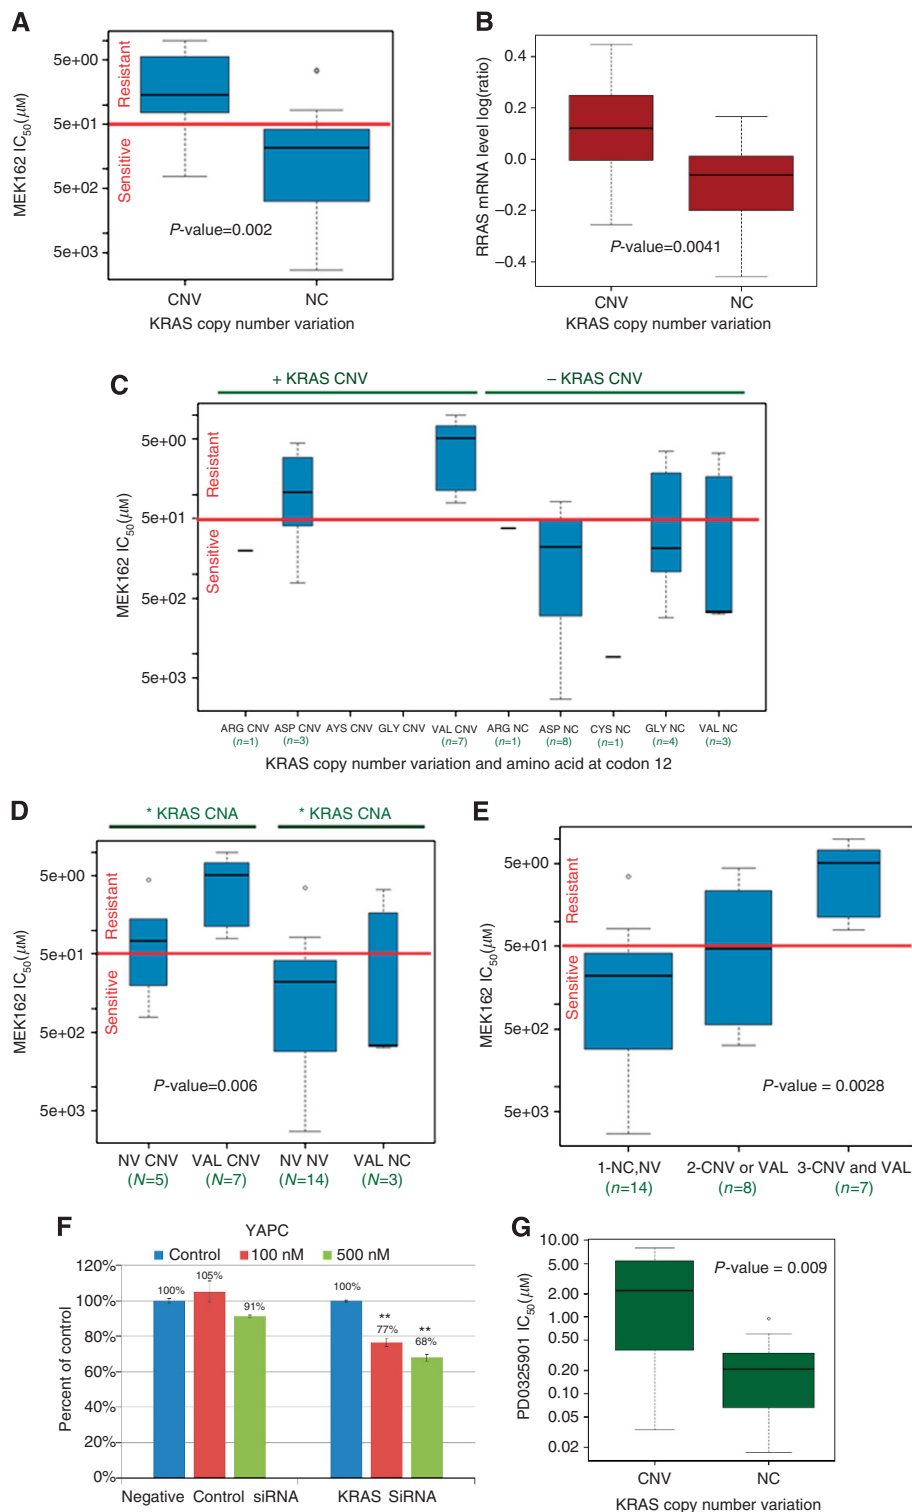 A
MEK162 IC50(μM)
5e+00
5e+01
5e+02
5e+03
Resistant
Sensitive
P-value=0.002
CNV
NC
KRAS copy number variation
B
RRAS mRNA level log(ratio)
0.4
0.2
0.0
–0.2
–0.4
P-value=0.0041
CNV
NC
KRAS copy number variation
C
+ KRAS CNV
– KRAS CNV
MEK162 IC50(μM)
5e+00
5e+01
5e+02
5e+03
Resistant
Sensitive
ARG CNV ASP CNV AYS CNV GLY CNV VAL CNV ARG NC ASP NC CYS NC GLY NC VAL NC
(n=1) (n=3) (n=7) (n=1) (n=8) (n=1) (n=4) (n=3)
KRAS copy number variation and amino acid at codon 12
D
* KRAS CNA
* KRAS CNA
MEK162 IC50(μM)
5e+00
5e+01
5e+02
5e+03
Resistant
Sensitive
P-value=0.006
NV CNV VAL CNV NV NV VAL NC
(N=5) (N=7) (N=14) (N=3)
E
MEK162 IC50(μM)
5e+00
5e+01
5e+02
5e+03
Resistant
Sensitive
P-value = 0.0028
1-NC,NV 2-CNV or VAL 3-CNV and VAL
(n=14) (n=8) (n=7)
F
YAPC
Control 100 nM 500 nM
Percent of control
120%
100%
80%
60%
40%
20%
0%
100%
105%
91%
100%
**
77%
**
68%
Negative Control siRNA
KRAS SiRNA
G
PD0325901 IC50(μM)
10.00
5.00
2.00
1.00
0.50
0.20
0.10
0.05
0.02
P-value = 0.009
CNV
NC
KRAS copy number variation